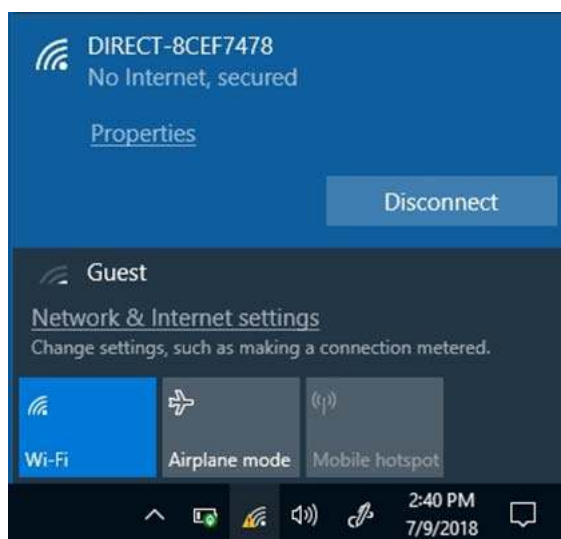 DIRECT-8CEF7478
No Internet, secured
Properties
Disconnect
Guest
Network & Internet settings
Change settings, such as making a connection metered.
Wi-Fi
Airplane mode
Mobile hotspot
2:40 PM
7/9/2018